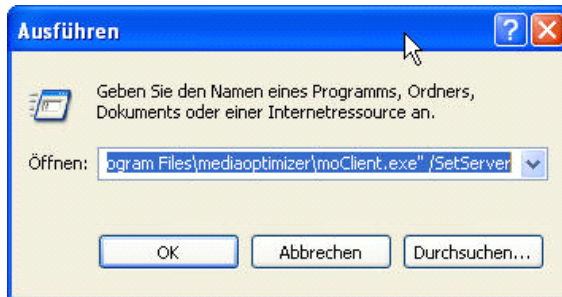 Ausführen
Geben Sie den Namen eines Programms, Ordners,
Dokuments oder einer Internetressource an.
Öffnen: ogram Files\mediaoptimizer\moClient.exe" /SetServer
OK Abbrechen Durchsuchen...